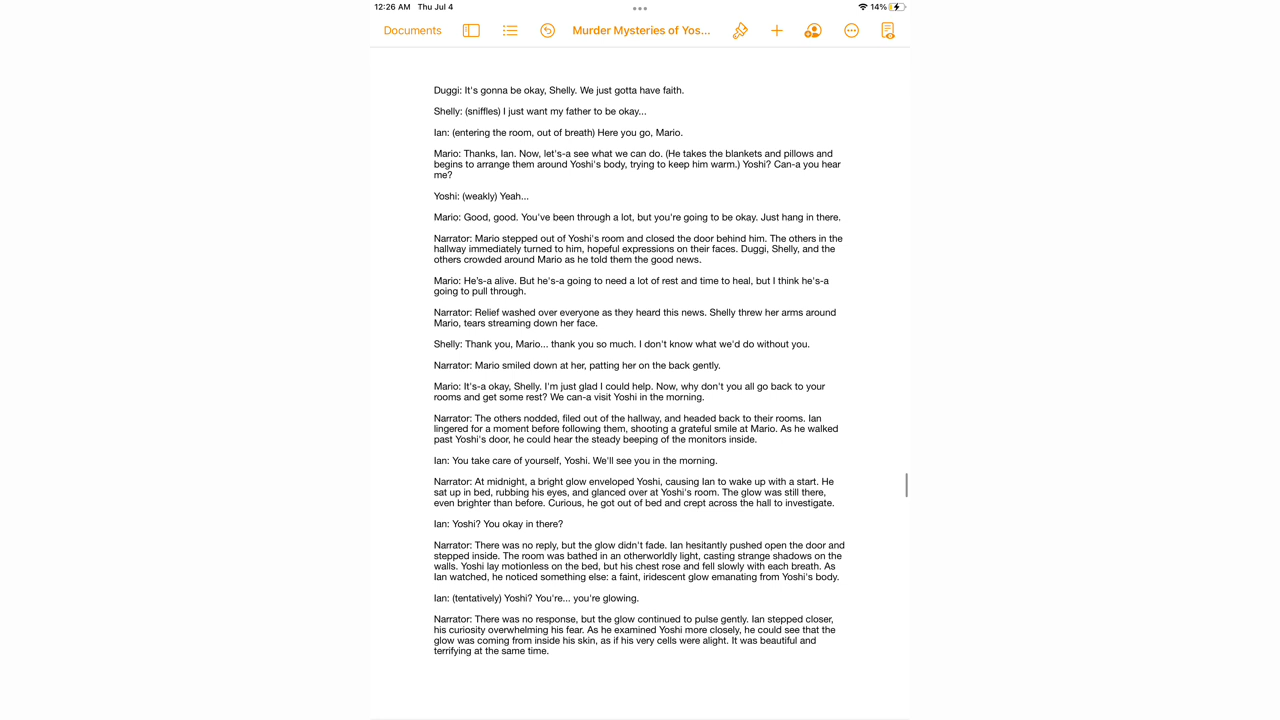 12:26 AM Thu Jul 4
14%
Documents
Murder Mysteries of Yos...
Duggi: It's gonna be okay, Shelly. We just gotta have faith.
Shelly: (sniffles) I just want my father to be okay...
Ian: (entering the room, out of breath) Here you go, Mario.
Mario: Thanks, Ian. Now, let's-a see what we can do. (He takes the blankets and pillows and
begins to arrange them around Yoshi's body, trying to keep him warm.) Yoshi? Can-a you hear
me?
Yoshi: (weakly) Yeah...
Mario: Good, good. You've been through a lot, but you're going to be okay. Just hang in there.
Narrator: Mario stepped out of Yoshi's room and closed the door behind him. The others in the
hallway immediately turned to him, hopeful expressions on their faces. Duggi, Shelly, and the
others crowded around Mario as he told them the good news.
Mario: He's-a alive. But he's-a going to need a lot of rest and time to heal, but I think he's-a
going to pull through.
Narrator: Relief washed over everyone as they heard this news. Shelly threw her arms around
Mario, tears streaming down her face.
Shelly: Thank you, Mario... thank you so much. I don't know what we'd do without you.
Narrator: Mario smiled down at her, patting her on the back gently.
Mario: It's-a okay, Shelly. I'm just glad I could help. Now, why don't you all go back to your
rooms and get some rest? We can-a visit Yoshi in the morning.
Narrator: The others nodded, filed out of the hallway, and headed back to their rooms. Ian
lingered for a moment before following them, shooting a grateful smile at Mario. As he walked
past Yoshi's door, he could hear the steady beeping of the monitors inside.
Ian: You take care of yourself, Yoshi. We'll see you in the morning.
Narrator: At midnight, a bright glow enveloped Yoshi, causing Ian to wake up with a start. He
sat up in bed, rubbing his eyes, and glanced over at Yoshi's room. The glow was still there,
even brighter than before. Curious, he got out of bed and crept across the hall to investigate.
Ian: Yoshi? You okay in there?
Narrator: There was no reply, but the glow didn't fade. Ian hesitantly pushed open the door and
stepped inside. The room was bathed in an otherworldly light, casting strange shadows on the
walls. Yoshi lay motionless on the bed, but his chest rose and fell slowly with each breath. As
Ian watched, he noticed something else: a faint, iridescent glow emanating from Yoshi's body.
Ian: (tentatively) Yoshi? You're... you're glowing.
Narrator: There was no response, but the glow continued to pulse gently. Ian stepped closer,
his curiosity overwhelming his fear. As he examined Yoshi more closely, he could see that the
glow was coming from inside his skin, as if his very cells were alight. It was beautiful and
terrifying at the same time.